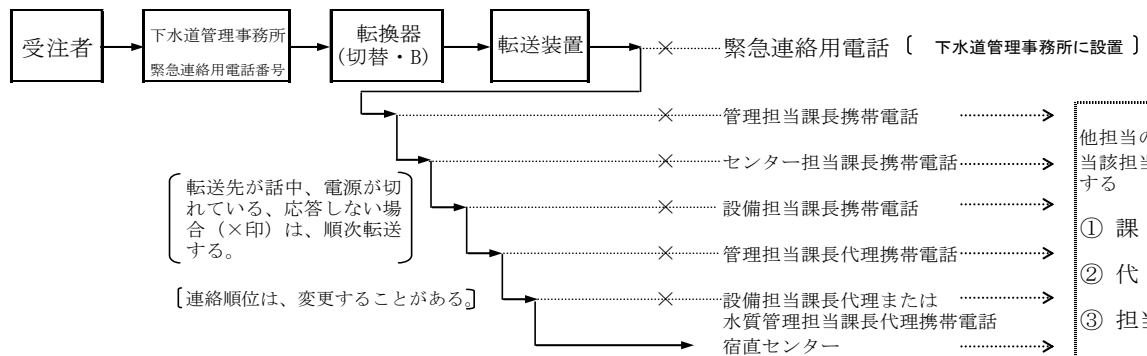 受注者
下水道管理事務所
緊急連絡用電話番号
転換器
(切替・B)
転送装置
×
緊急連絡用電話〔 下水道管理事務所に設置 〕
×
管理担当課長携帯電話
×
センター担当課長携帯電話
×
設備担当課長携帯電話
×
管理担当課長代理携帯電話
×
設備担当課長代理または
水質管理担当課長代理携帯電話
宿直センター
転送先が話中、電源が切
れている、応答しない場
合（×印）は、順次転送
する。
〔連絡順位は、変更することがある。〕
他担当の
当該担当
する
① 課
② 代
③ 担当